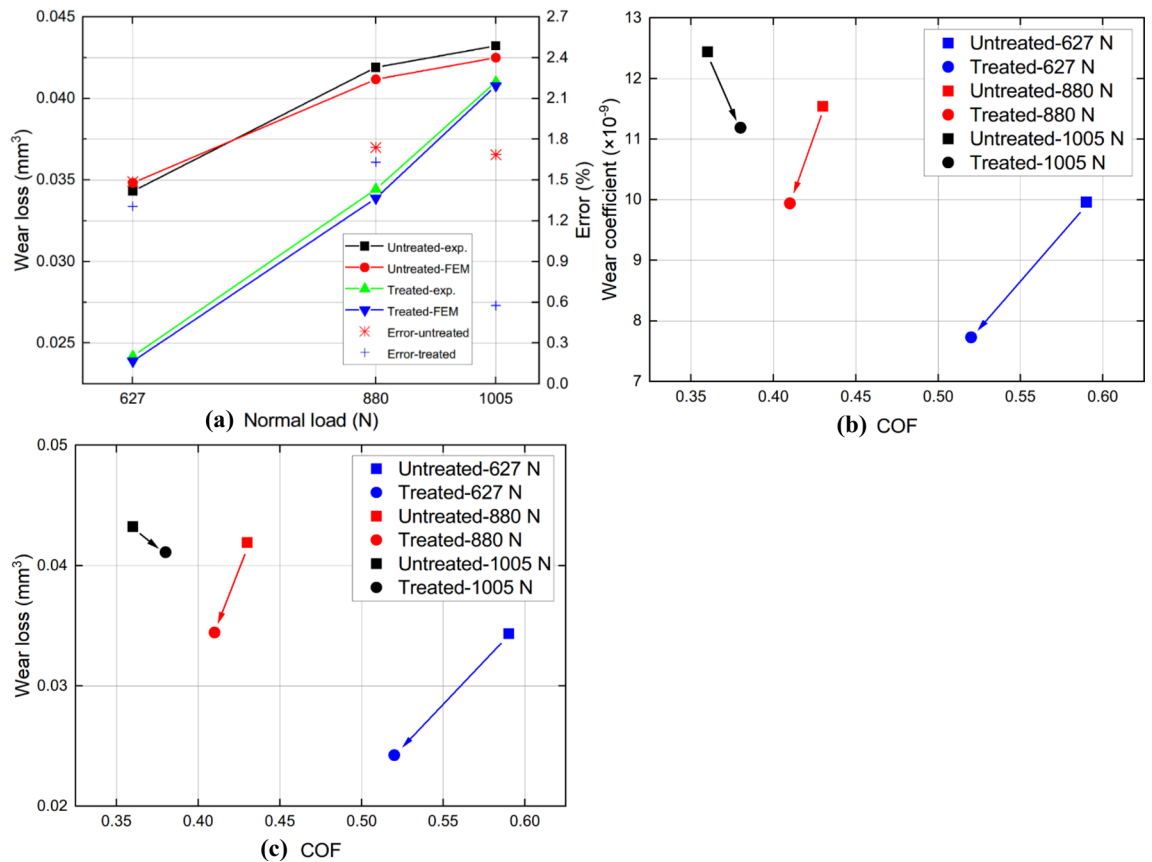 0.045
0.040
0.035
0.030
0.025
Wear loss (mm³)
2.7
2.4
2.1
1.8
1.5
1.2
0.9
0.6
0.3
0.0
Error (%)
Untreated-exp.
Untreated-FEM
Treated-exp.
Treated-FEM
Error-untreated
Error-treated
627
880
1005
(a) Normal load (N)
13
12
11
10
9
8
7
Wear coefficient (×10⁻⁹)
Untreated-627 N
Treated-627 N
Untreated-880 N
Treated-880 N
Untreated-1005 N
Treated-1005 N
0.35 0.40 0.45 0.50 0.55 0.60
(b) COF
0.05
0.04
0.03
0.02
Wear loss (mm³)
Untreated-627 N
Treated-627 N
Untreated-880 N
Treated-880 N
Untreated-1005 N
Treated-1005 N
0.35 0.40 0.45 0.50 0.55 0.60
(c) COF